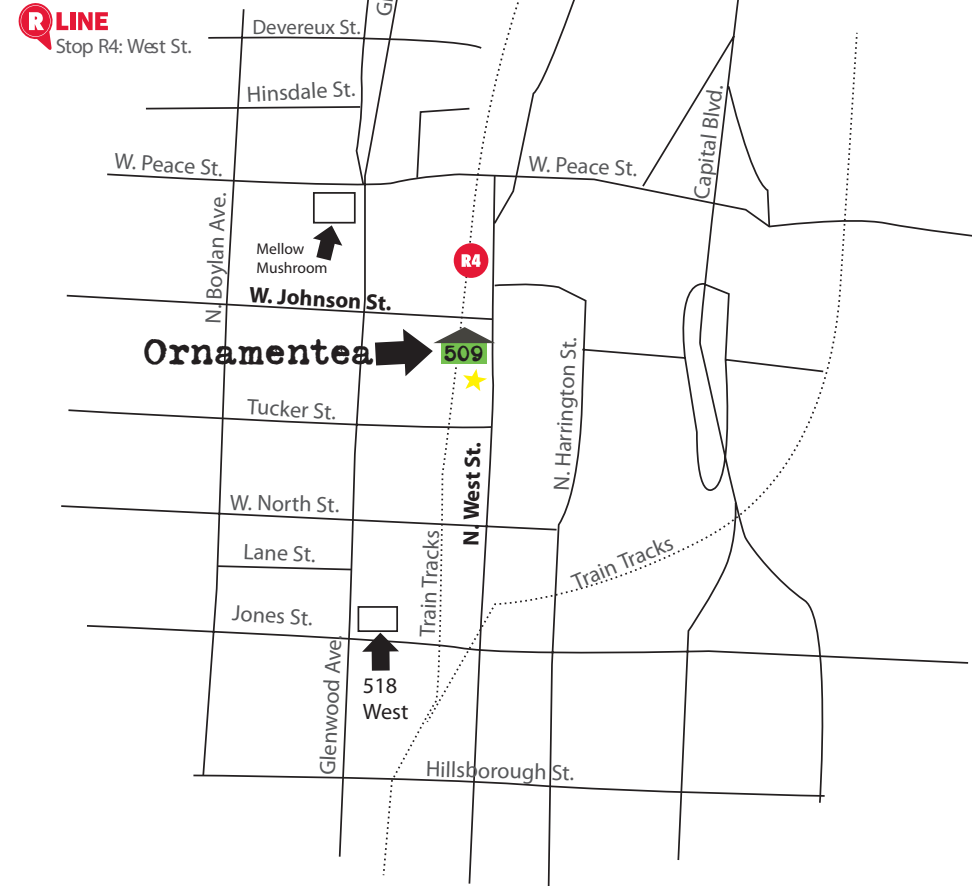 R LINE
Stop R4: West St.
Devereux St.
Hinsdale St.
W. Peace St.
W. Peace St.
Capital Blvd.
N. Boylan Ave.
Mellow
Mushroom
R4
W. Johnson St.
Ornamentea
509
N. Harrington St.
Tucker St.
N. West St.
W. North St.
Lane St.
Train Tracks
Train Tracks
Jones St.
Glenwood Ave.
518
West
Hillsborough St.